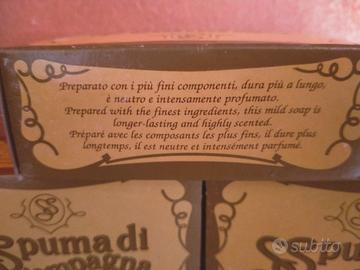 Preparato con i più fini componenti, dura più a lungo,
è neutro e intensamente profumato.
Prepared with the finest ingredients, this mild soap is
longer-lasting and highly scented.
Préparé avec les composants les plus fins, il dure plus
longtemps, il est neutre et intensément parfumé.
Spuma di
Spuma
subito